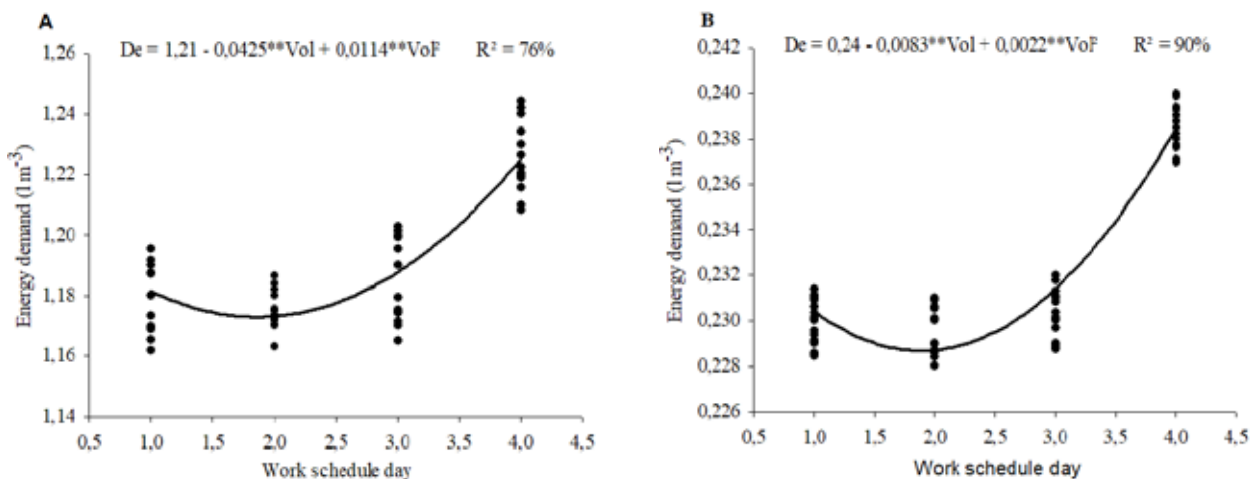 A
De = 1,21 - 0,0425**Vol + 0,0114**Vol² R² = 76%
Energy demand (l m⁻³)
1,26
1,24
1,22
1,20
1,18
1,16
1,14
0,5 1,0 1,5 2,0 2,5 3,0 3,5 4,0 4,5
Work schedule day
B
De = 0,24 - 0,0083**Vol + 0,0022**Vol² R² = 90%
Energy demand (l m⁻³)
0,242
0,240
0,238
0,236
0,234
0,232
0,230
0,228
0,226
0,5 1,0 1,5 2,0 2,5 3,0 3,5 4,0 4,5
Work schedule day